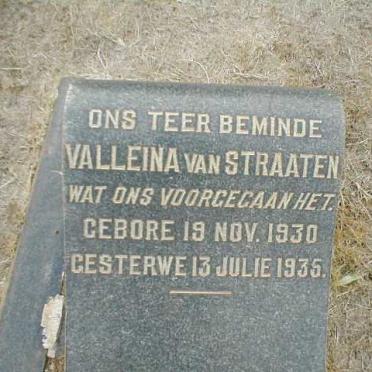 ONS TEER BEMINDE
VALLEINA VAN STRAATEN
WAT ONS VOORGEGAAN HET.
GEBORE 19 NOV. 1930
GESTERWE 13 JULIE 1935.